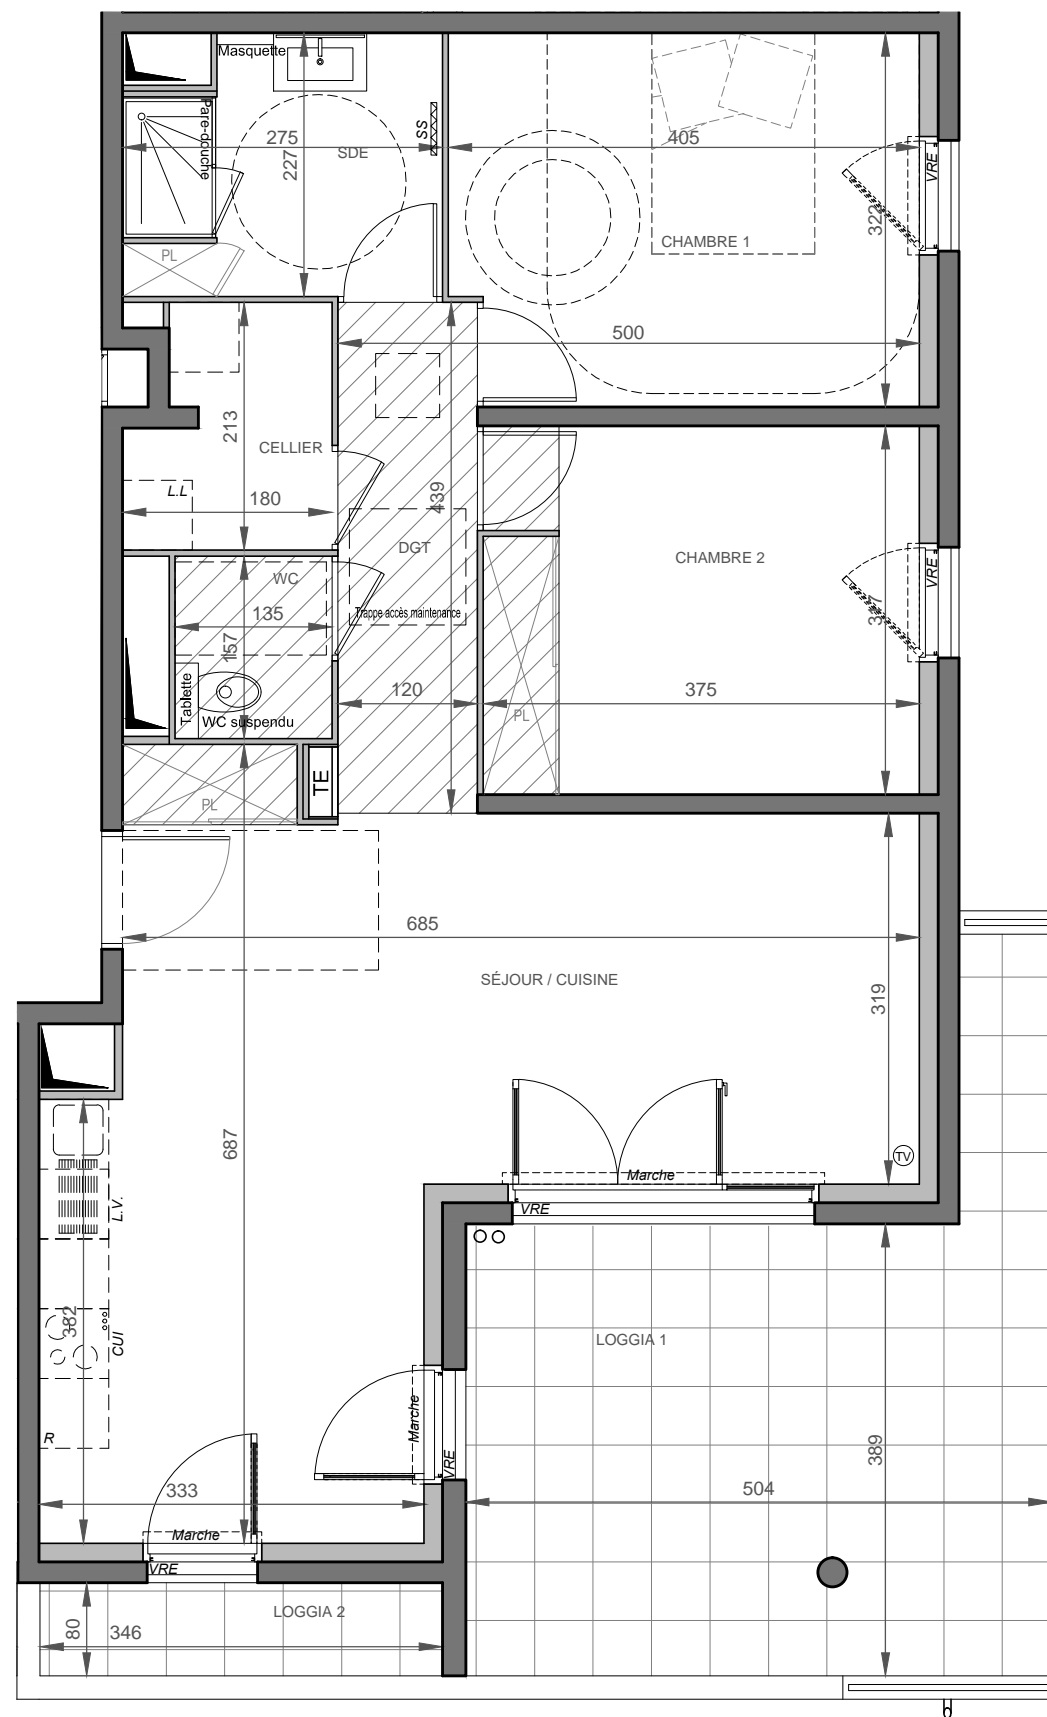 Masquette
Pare-douche
275
227
SS
SDE
405
322
VRE
CHAMBRE 1
PL
500
213
CELLIER
439
L.L
180
DGT
CHAMBRE 2
VRE
WC
135
157
Trappe accès maintenance
120
375
Tablette
WC suspendu
PL
TE
PL
685
SÉJOUR / CUISINE
319
687
TV
Marche
VRE
L.V.
382
CUI
LOGGIA 1
R
Marche
VRE
389
333
504
Marche
VRE
LOGGIA 2
80
346